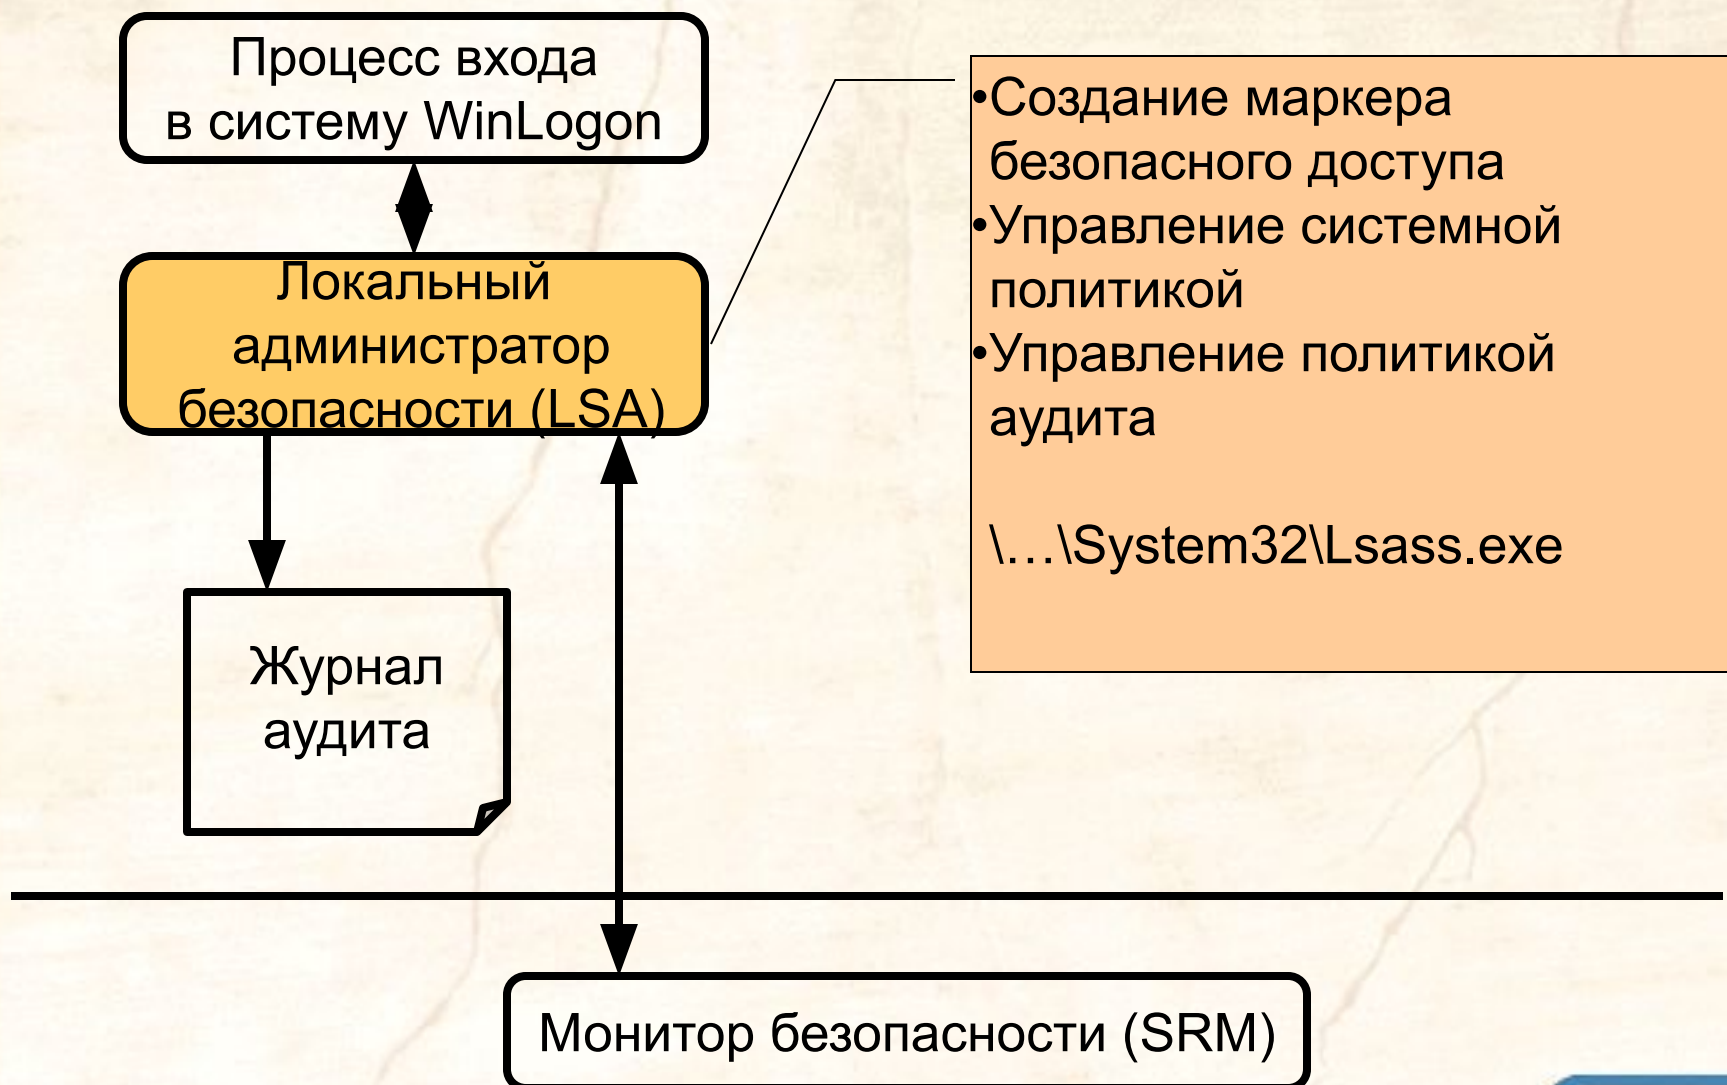 Процесс входа
в систему WinLogon
Локальный
администратор
безопасности (LSA)
•Создание маркера
безопасного доступа
•Управление системной
политикой
•Управление политикой
аудита
\…\System32\Lsass.exe
Журнал
аудита
Монитор безопасности (SRM)